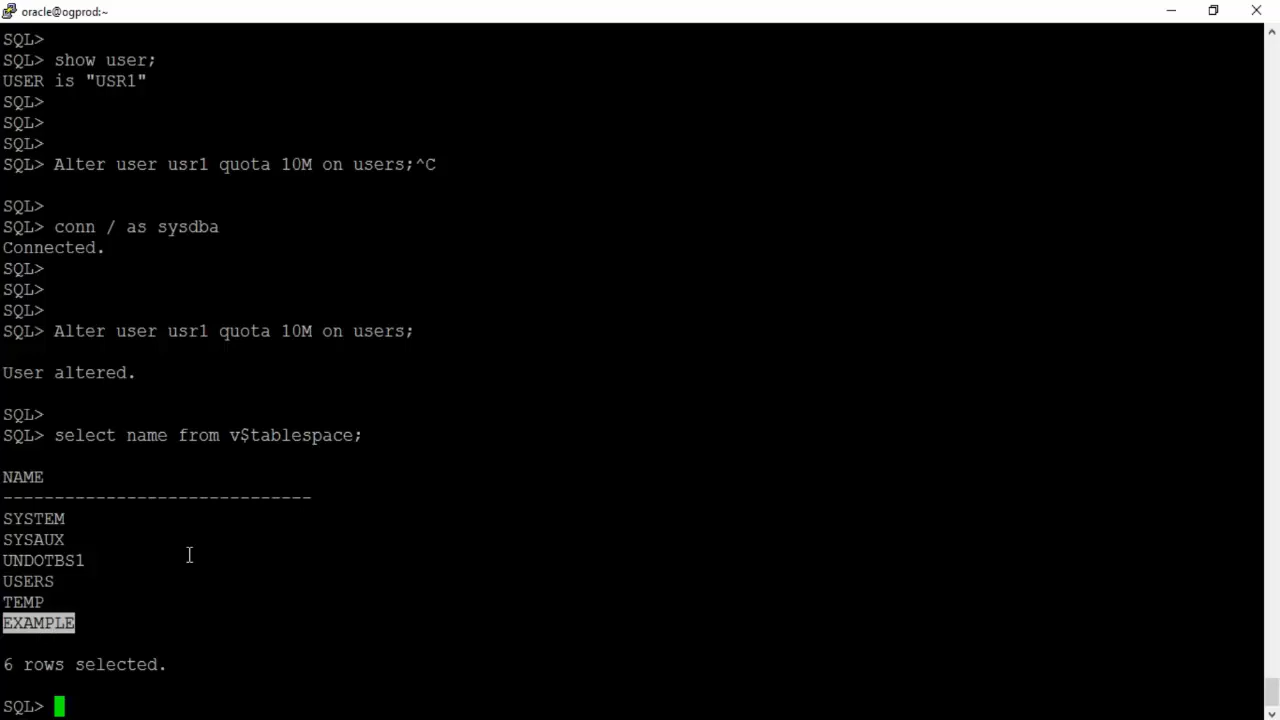 oracle@ogprod:~
SQL>
SQL> show user;
USER is "USR1"
SQL>
SQL>
SQL>
SQL> Alter user usr1 quota 10M on users;^C
SQL>
SQL> conn / as sysdba
Connected.
SQL>
SQL>
SQL>
SQL> Alter user usr1 quota 10M on users;
User altered.
SQL>
SQL> select name from v$tablespace;
NAME
------------------------------
SYSTEM
SYSAUX
UNDOTBS1
USERS
TEMP
EXAMPLE
6 rows selected.
SQL>